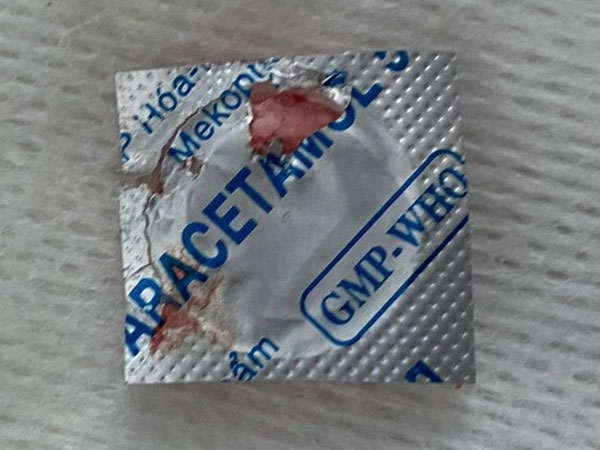 P Hóa-
Mekop
ARACETAMOL 5
GMP-WHO
ẩm